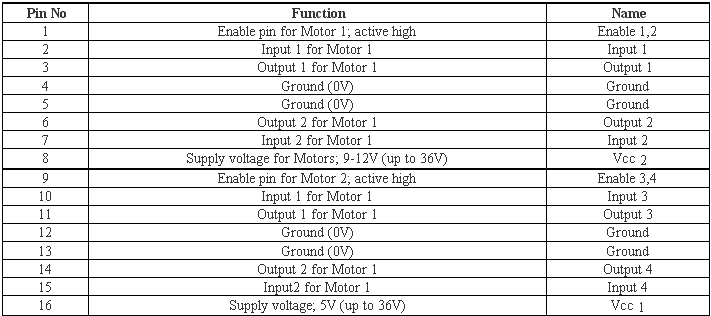 Pin No Function Name
1 Enable pin for Motor 1; active high Enable 1,2
2 Input 1 for Motor 1 Input 1
3 Output 1 for Motor 1 Output 1
4 Ground (0V) Ground
5 Ground (0V) Ground
6 Output 2 for Motor 1 Output 2
7 Input 2 for Motor 1 Input 2
8 Supply voltage for Motors; 9-12V (up to 36V) Vcc 2
9 Enable pin for Motor 2; active high Enable 3,4
10 Input 1 for Motor 1 Input 3
11 Output 1 for Motor 1 Output 3
12 Ground (0V) Ground
13 Ground (0V) Ground
14 Output 2 for Motor 1 Output 4
15 Input2 for Motor 1 Input 4
16 Supply voltage; 5V (up to 36V) Vcc 1